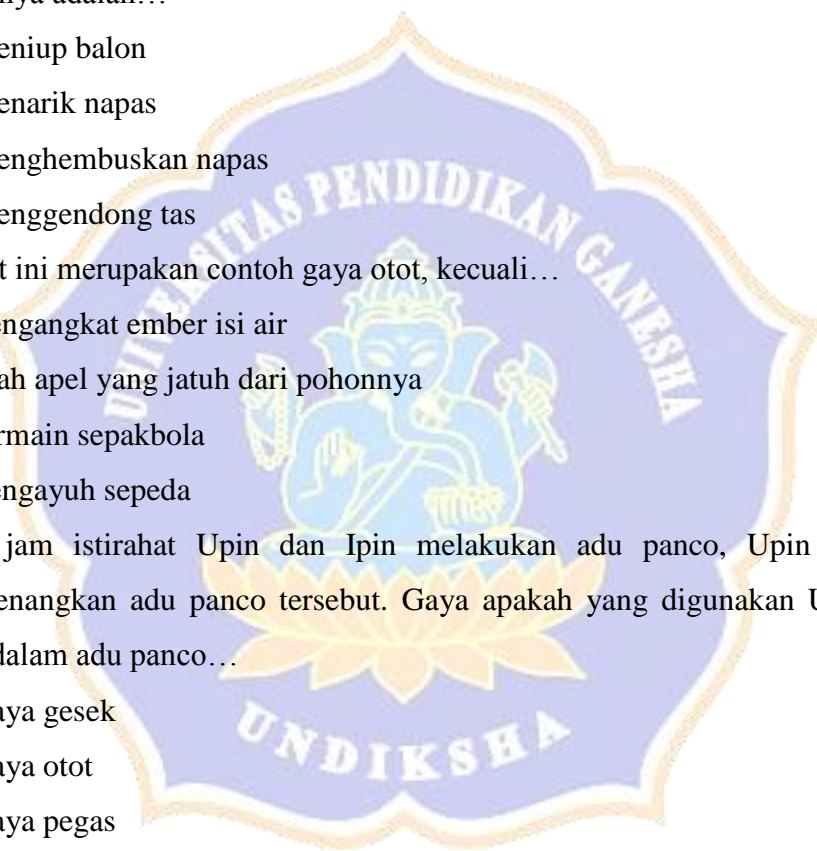 nya adalah…
eniup balon
enarik napas
enghembuskan napas
enggendong tas
t ini merupakan contoh gaya otot, kecuali…
engangkat ember isi air
ah apel yang jatuh dari pohonnya
rmain sepakbola
engayuh sepeda
jam istirahat Upin dan Ipin melakukan adu panco, Upin
enangkan adu panco tersebut. Gaya apakah yang digunakan U
dalam adu panco…
aya gesek
aya otot
aya pegas
UNIVERSITAS PENDIDIKAN GANESHA
UNDIKSHA